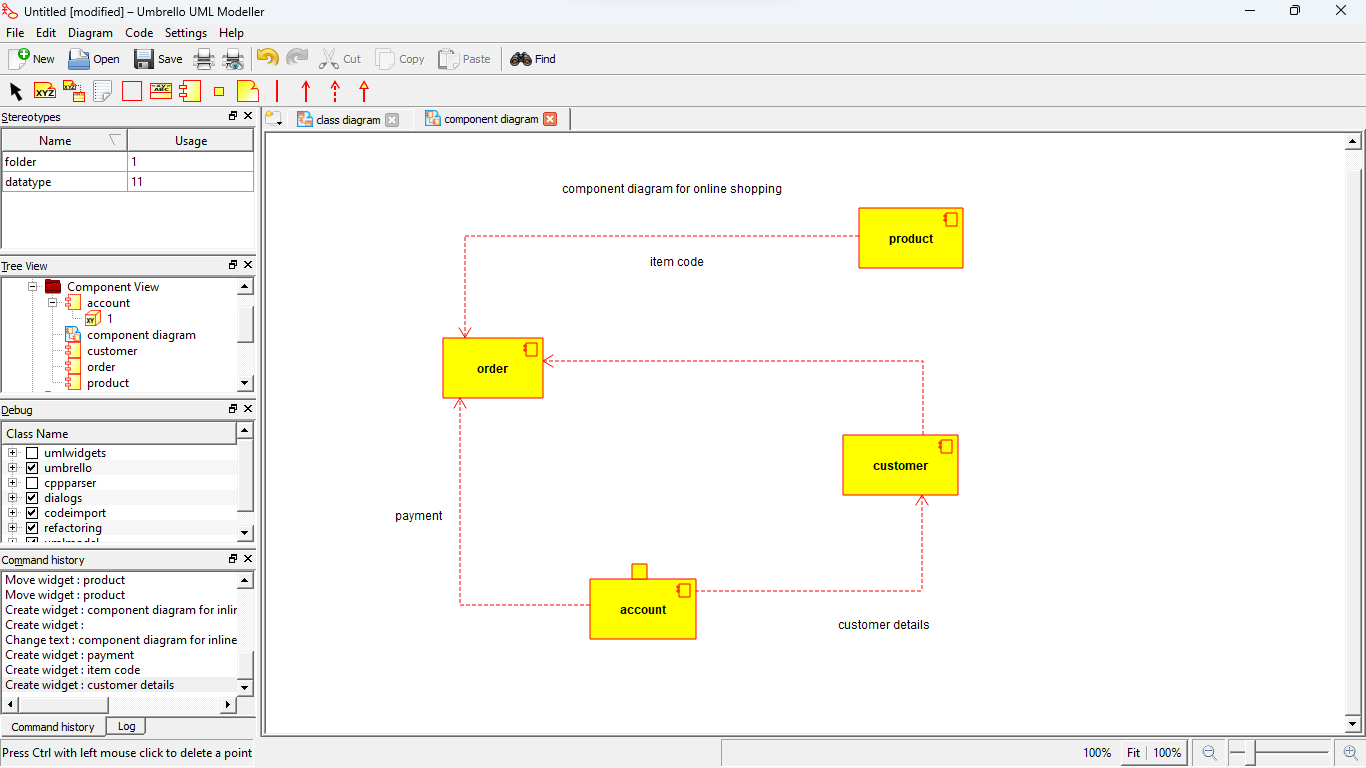 Untitled [modified] – Umbrello UML Modeller
File Edit Diagram Code Settings Help
New Open Save Cut Copy Paste Find
XYZ XYZ ABC
Stereotypes
Name Usage
folder 1
datatype 11
Tree View
Component View
account
XY 1
component diagram
customer
order
product
Debug
Class Name
umlwidgets
umbrello
cppparser
dialogs
codeimport
refactoring
Command history
Move widget : product
Move widget : product
Create widget : component diagram for inlir
Create widget :
Change text : component diagram for inline
Create widget : payment
Create widget : item code
Create widget : customer details
Command history Log
Press Ctrl with left mouse click to delete a point
class diagram component diagram
component diagram for online shopping
product
item code
order
customer
payment
account
customer details
100% Fit 100%